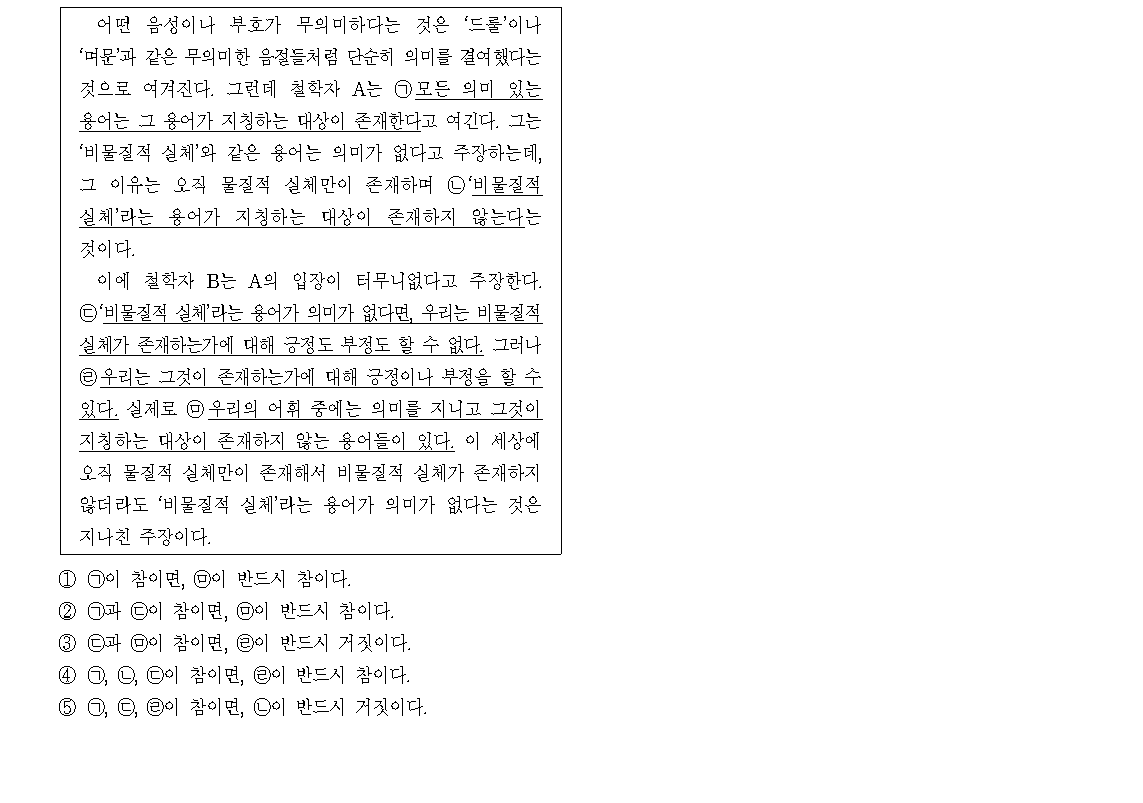 어떤 음성이나 부호가 무의미하다는 것은 ‘드룰’이나
‘며문’과 같은 무의미한 음절들처럼 단순히 의미를 결여했다는
것으로 여겨진다. 그런데 철학자 A는 ㉠모든 의미 있는
용어는 그 용어가 지칭하는 대상이 존재한다고 여긴다. 그는
‘비물질적 실체’와 같은 용어는 의미가 없다고 주장하는데,
그 이유는 오직 물질적 실체만이 존재하며 ㉡‘비물질적
실체’라는 용어가 지칭하는 대상이 존재하지 않는다는
것이다.
이에 철학자 B는 A의 입장이 터무니없다고 주장한다.
㉢‘비물질적 실체’라는 용어가 의미가 없다면, 우리는 비물질적
실체가 존재하는가에 대해 긍정도 부정도 할 수 없다. 그러나
㉣우리는 그것이 존재하는가에 대해 긍정이나 부정을 할 수
있다. 실제로 ㉤우리의 어휘 중에는 의미를 지니고 그것이
지칭하는 대상이 존재하지 않는 용어들이 있다. 이 세상에
오직 물질적 실체만이 존재해서 비물질적 실체가 존재하지
않더라도 ‘비물질적 실체’라는 용어가 의미가 없다는 것은
지나친 주장이다.
① ㉠이 참이면, ㉤이 반드시 참이다.
② ㉠과 ㉢이 참이면, ㉤이 반드시 참이다.
③ ㉢과 ㉤이 참이면, ㉣이 반드시 거짓이다.
④ ㉠, ㉡, ㉢이 참이면, ㉣이 반드시 참이다.
⑤ ㉠, ㉢, ㉣이 참이면, ㉡이 반드시 거짓이다.